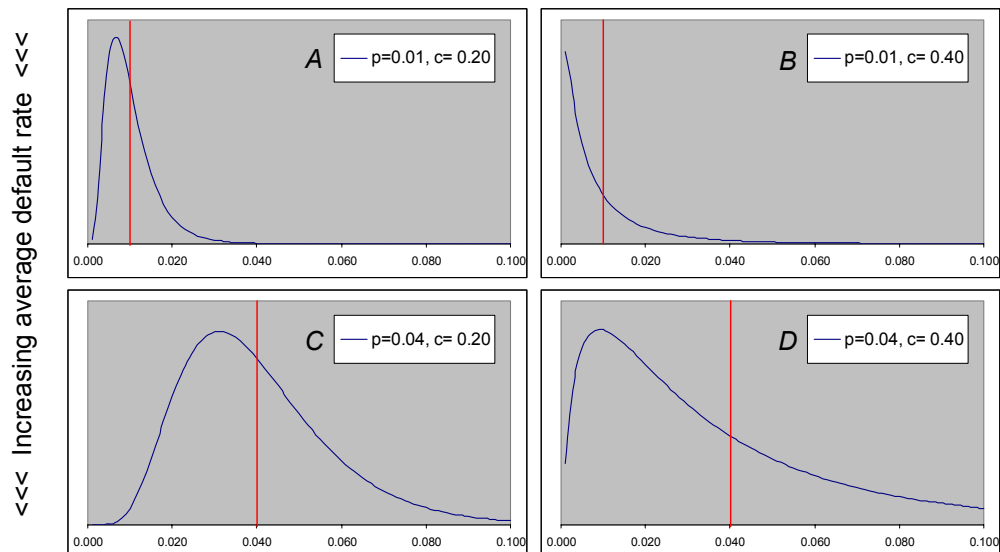 <<< Increasing average default rate <<<
A
p=0.01, c= 0.20
0.000 0.020 0.040 0.060 0.080 0.100
B
p=0.01, c= 0.40
0.000 0.020 0.040 0.060 0.080 0.100
C
p=0.04, c= 0.20
0.000 0.020 0.040 0.060 0.080 0.100
D
p=0.04, c= 0.40
0.000 0.020 0.040 0.060 0.080 0.100